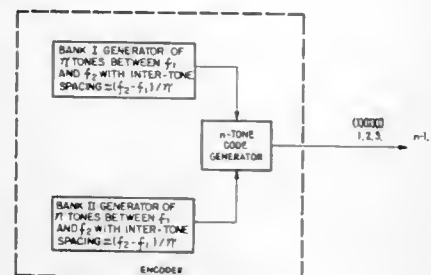 BANK I GENERATOR OF
n TONES BETWEEN f1
AND f2 WITH INTER-TONE
SPACING=(f2-f1)/n
n-TONE
CODE
GENERATOR
1, 2, 3,
n-1,
BANK II GENERATOR OF
n TONES BETWEEN f1
AND f2 WITH INTER-TONE
SPACING=(f2-f1)/n
ENCODER